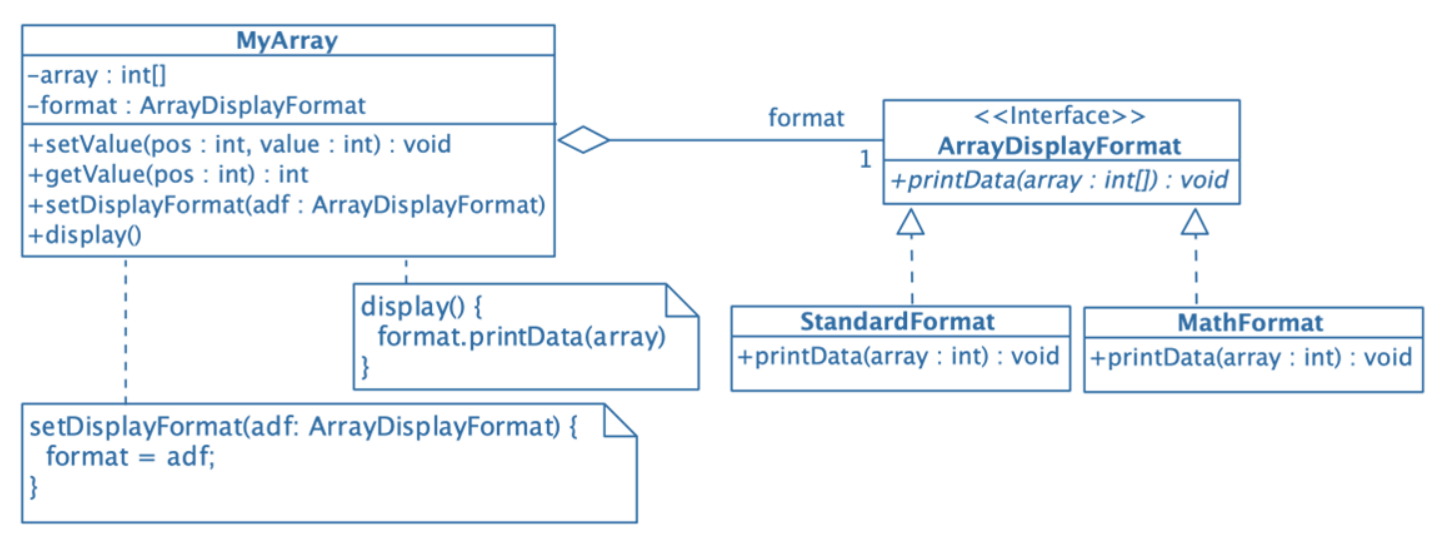 MyArray
-array : int[]
-format : ArrayDisplayFormat
+setValue(pos : int, value : int) : void
+getValue(pos : int) : int
+setDisplayFormat(adf : ArrayDisplayFormat)
+display()
format
1
<<Interface>>
ArrayDisplayFormat
+printData(array : int[]) : void
display() {
format.printData(array)
}
StandardFormat
+printData(array : int) : void
MathFormat
+printData(array : int) : void
setDisplayFormat(adf: ArrayDisplayFormat) {
format = adf;
}